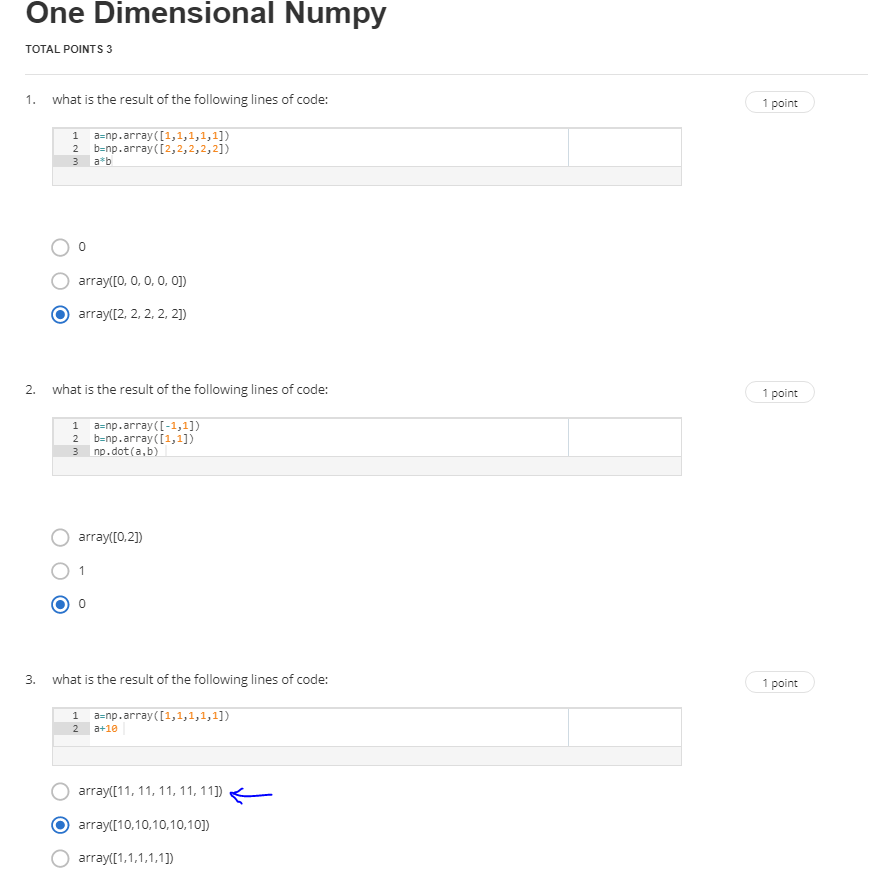 One Dimensional Numpy
TOTAL POINTS 3
1. what is the result of the following lines of code:
1 point
1 a=np.array([1,1,1,1,1])
2 b=np.array([2,2,2,2,2])
3 a*b
0
array([0, 0, 0, 0, 0])
array([2, 2, 2, 2, 2])
2. what is the result of the following lines of code:
1 point
1 a=np.array([-1,1])
2 b=np.array([1,1])
3 np.dot(a,b)
array([0,2])
1
0
3. what is the result of the following lines of code:
1 point
1 a=np.array([1,1,1,1,1])
2 a+10
array([11, 11, 11, 11, 11])
array([10,10,10,10,10])
array([1,1,1,1,1])